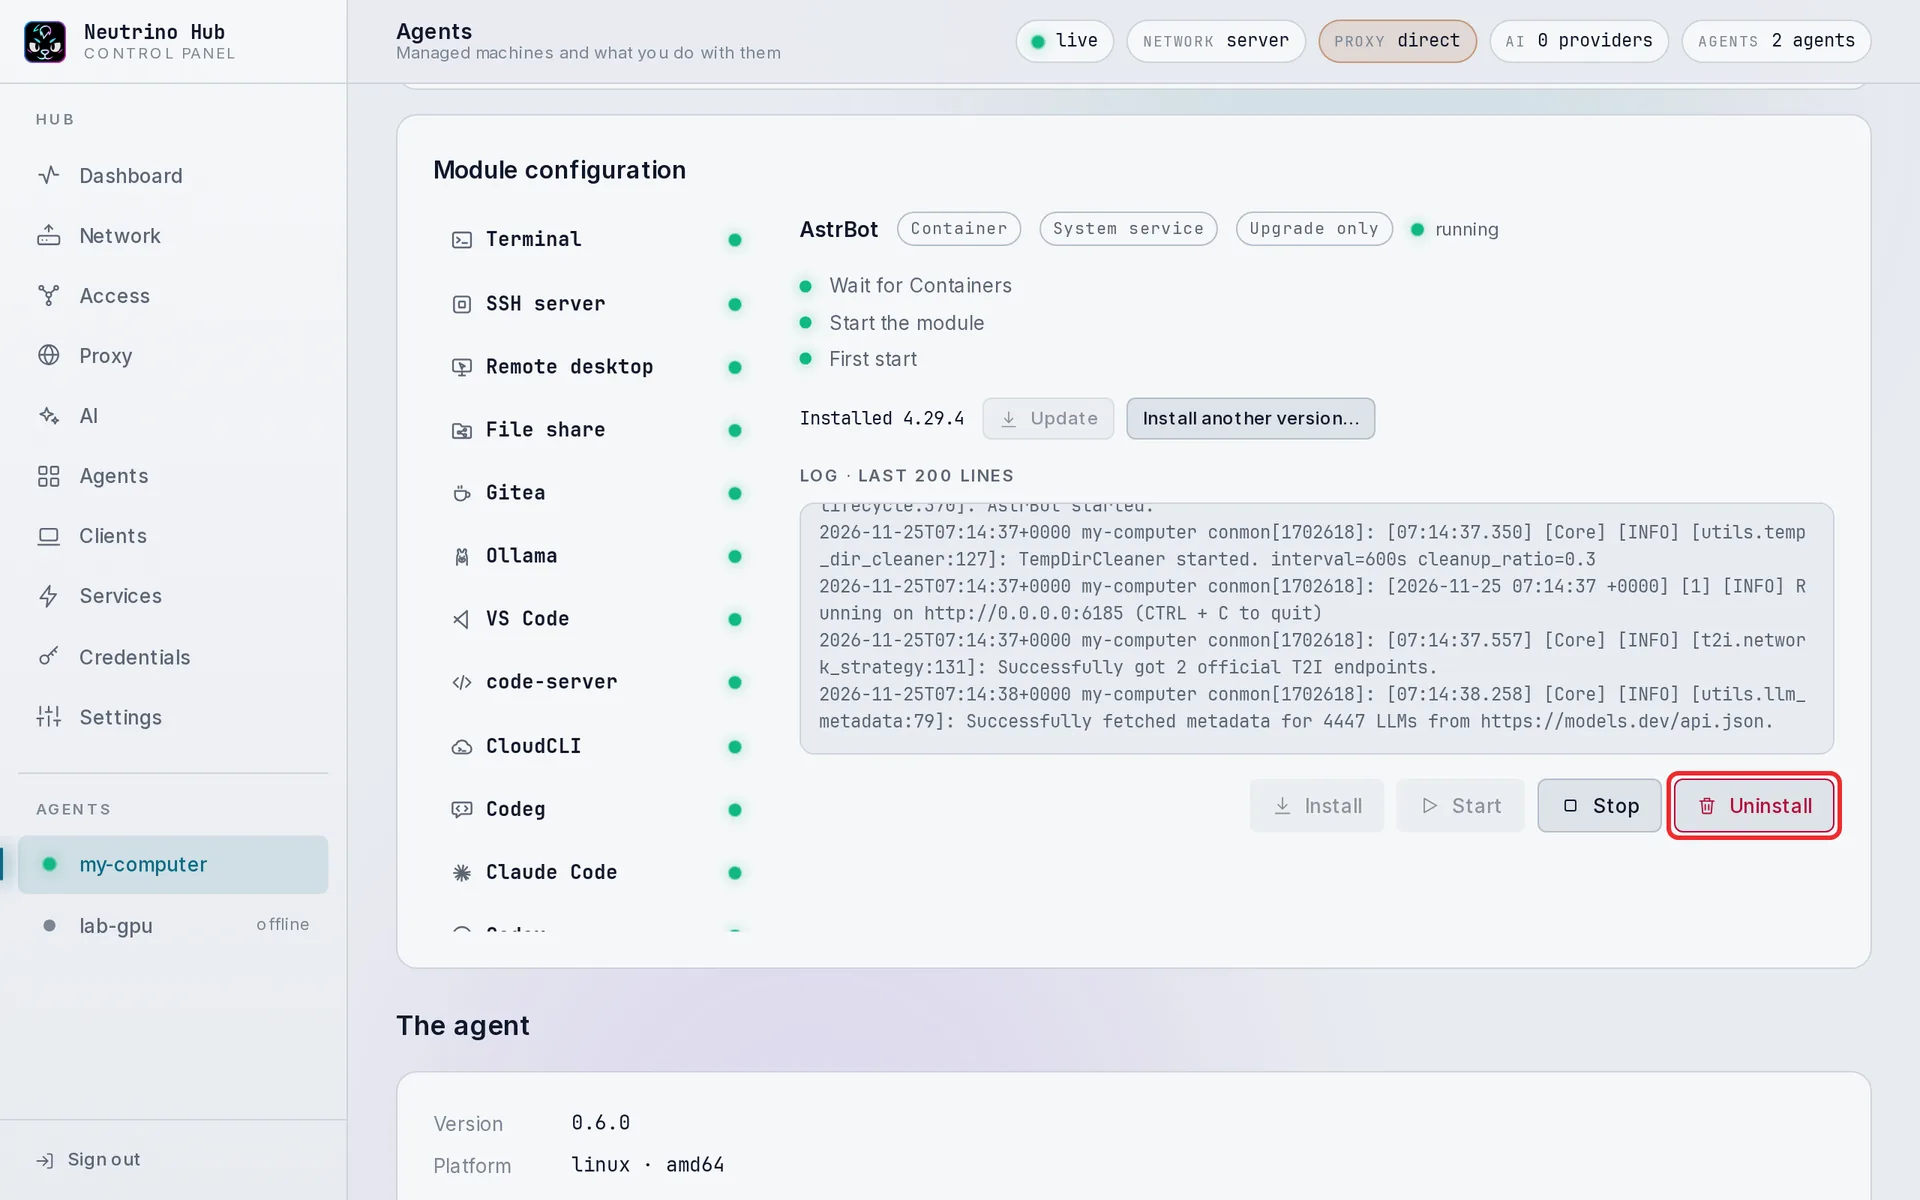 Neutrino Hub
CONTROL PANEL
Agents
Managed machines and what you do with them
live
NETWORK server
PROXY direct
AI 0 providers
AGENTS 2 agents
HUB
Dashboard
Network
Access
Proxy
AI
Agents
Clients
Services
Credentials
Settings
AGENTS
my-computer
lab-gpu offline
Sign out
Module configuration
Terminal
SSH server
Remote desktop
File share
Gitea
Ollama
VS Code
code-server
CloudCLI
Codeg
Claude Code
AstrBot Container System service Upgrade only running
Wait for Containers
Start the module
First start
Installed 4.29.4 Update Install another version...
LOG · LAST 200 LINES
lifecycle:370]: AstrBot started.
2026-11-25T07:14:37+0000 my-computer conmon[1702618]: [07:14:37.350] [Core] [INFO] [utils.temp
_dir_cleaner:127]: TempDirCleaner started. interval=600s cleanup_ratio=0.3
2026-11-25T07:14:37+0000 my-computer conmon[1702618]: [2026-11-25 07:14:37 +0000] [1] [INFO] R
unning on http://0.0.0.0:6185 (CTRL + C to quit)
2026-11-25T07:14:37+0000 my-computer conmon[1702618]: [07:14:37.557] [Core] [INFO] [t2i.networ
k_strategy:131]: Successfully got 2 official T2I endpoints.
2026-11-25T07:14:38+0000 my-computer conmon[1702618]: [07:14:38.258] [Core] [INFO] [utils.llm_
metadata:79]: Successfully fetched metadata for 4447 LLMs from https://models.dev/api.json.
Install Start Stop Uninstall
The agent
Version 0.6.0
Platform linux · amd64